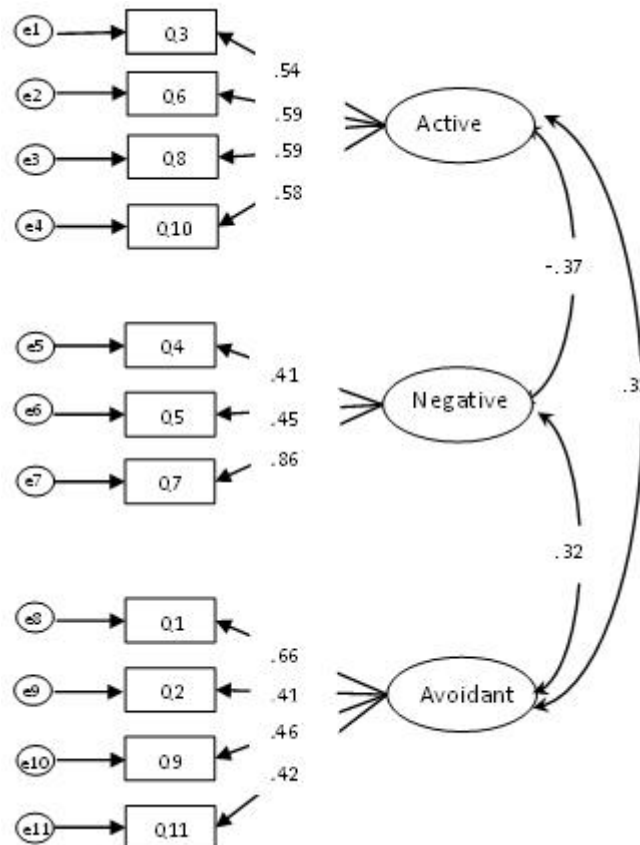 e1
Q3
.54
e2
Q6
.59
Active
e3
Q8
.59
e4
Q10
.58
-.37
e5
Q4
.41
e6
Q5
.45
Negative
e7
Q7
.86
.32
e8
Q1
.66
e9
Q2
.41
Avoidant
e10
Q9
.46
e11
Q11
.42